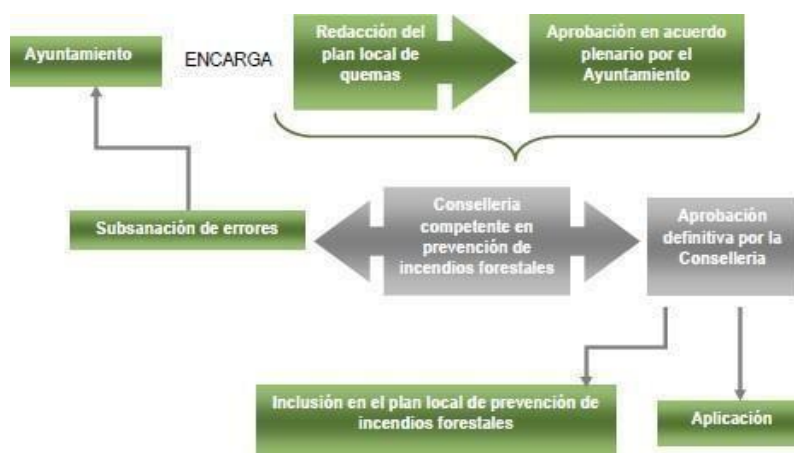 Ayuntamiento
ENCARGA
Redacción del
plan local de
quemas
Aprobación en acuerdo
plenario por el
Ayuntamiento
Subsanación de errores
Conselleria
competente en
prevención de
incendios forestales
Aprobación
definitiva por la
Conselleria
Inclusión en el plan local de prevención de
incendios forestales
Aplicación